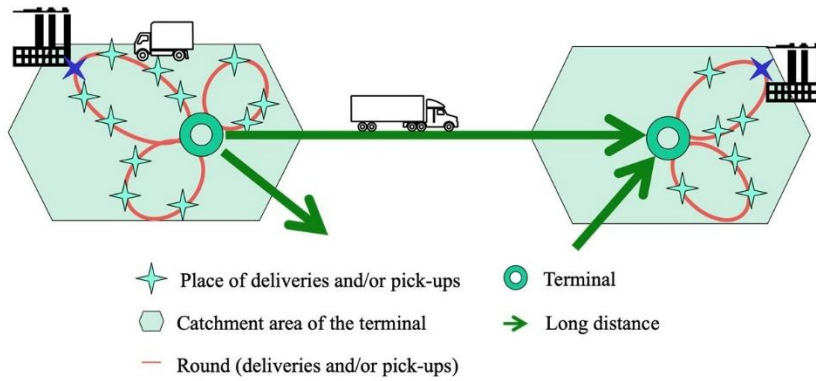 Place of deliveries and/or pick-ups
Terminal
Catchment area of the terminal
Long distance
Round (deliveries and/or pick-ups)